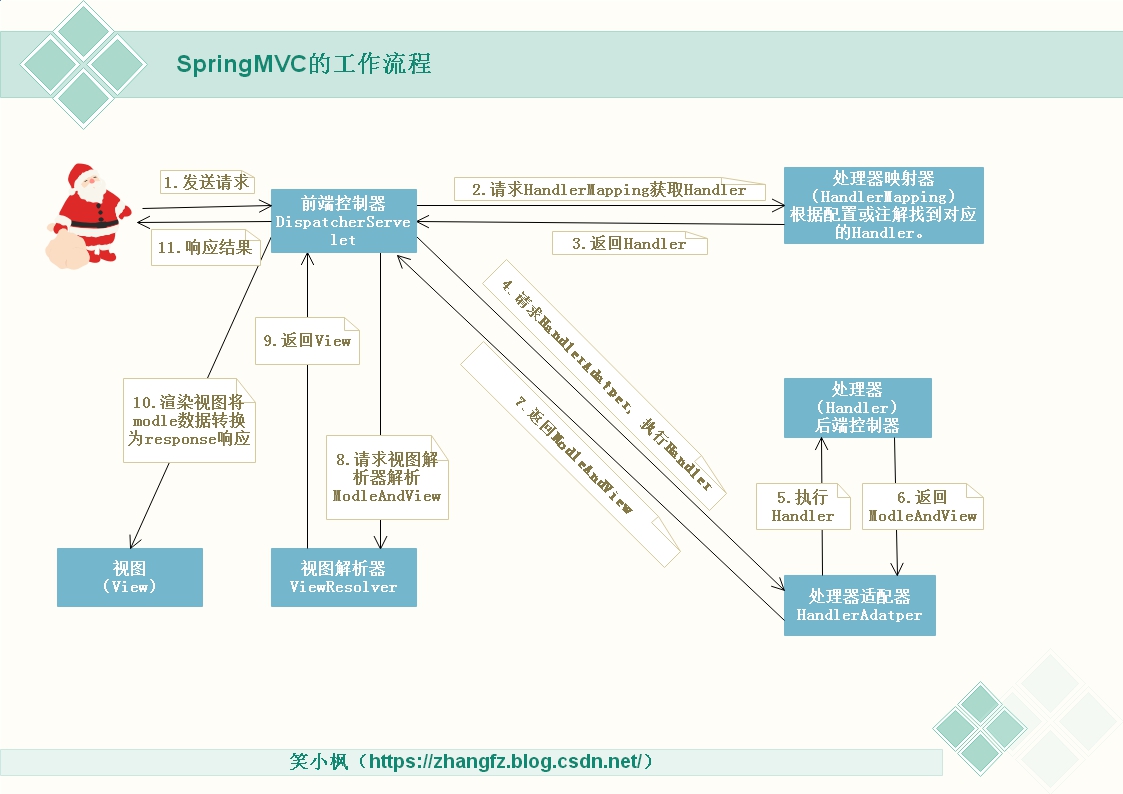 SpringMVC的工作流程
1.发送请求
2.请求HandlerMapping获取Handler
处理器映射器
（HandlerMapping）
根据配置或注解找到对应
的Handler。
前端控制器
DispatcherServe
let
11.响应结果
3.返回Handler
4.请求HandlerAdatper，执行Handler
9.返回View
7.返回ModleAndView
10.渲染视图将
modle数据转换
为response响应
处理器
（Handler）
后端控制器
8.请求视图解
析器解析
ModleAndView
5.执行
Handler
6.返回
ModleAndView
视图
（View）
视图解析器
ViewResolver
处理器适配器
HandlerAdatper
笑小枫（https://zhangfz.blog.csdn.net/）